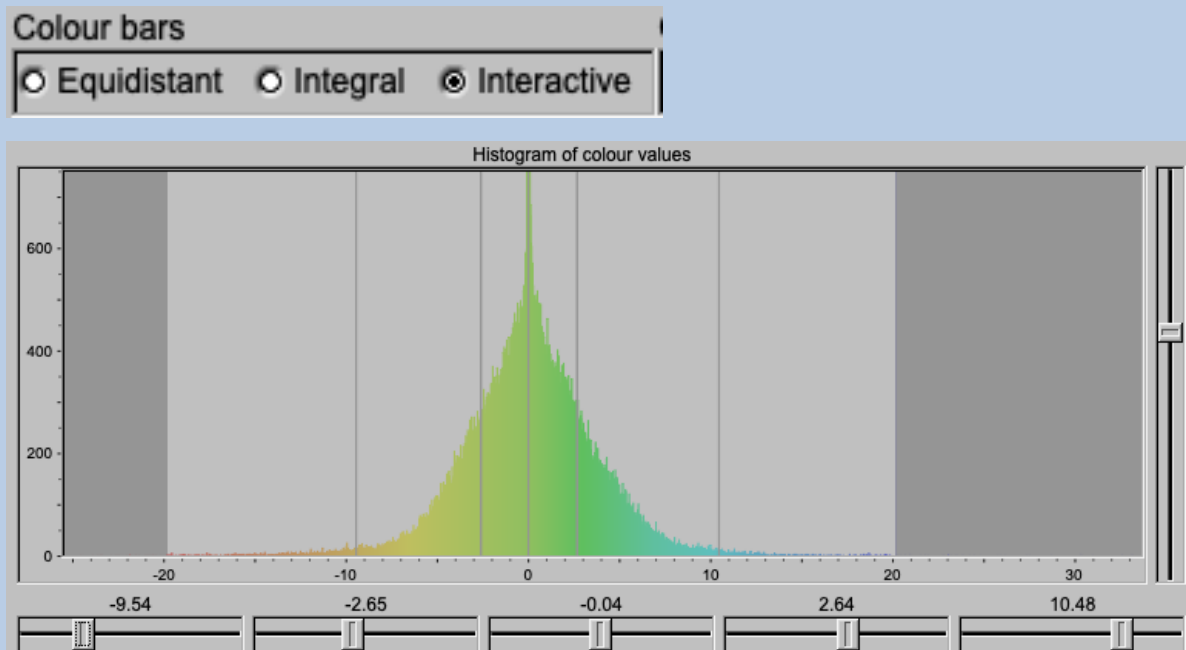 Colour bars
Equidistant Integral Interactive
Histogram of colour values
600
400
200
0
-20 -10 0 10 20 30
-9.54 -2.65 -0.04 2.64 10.48